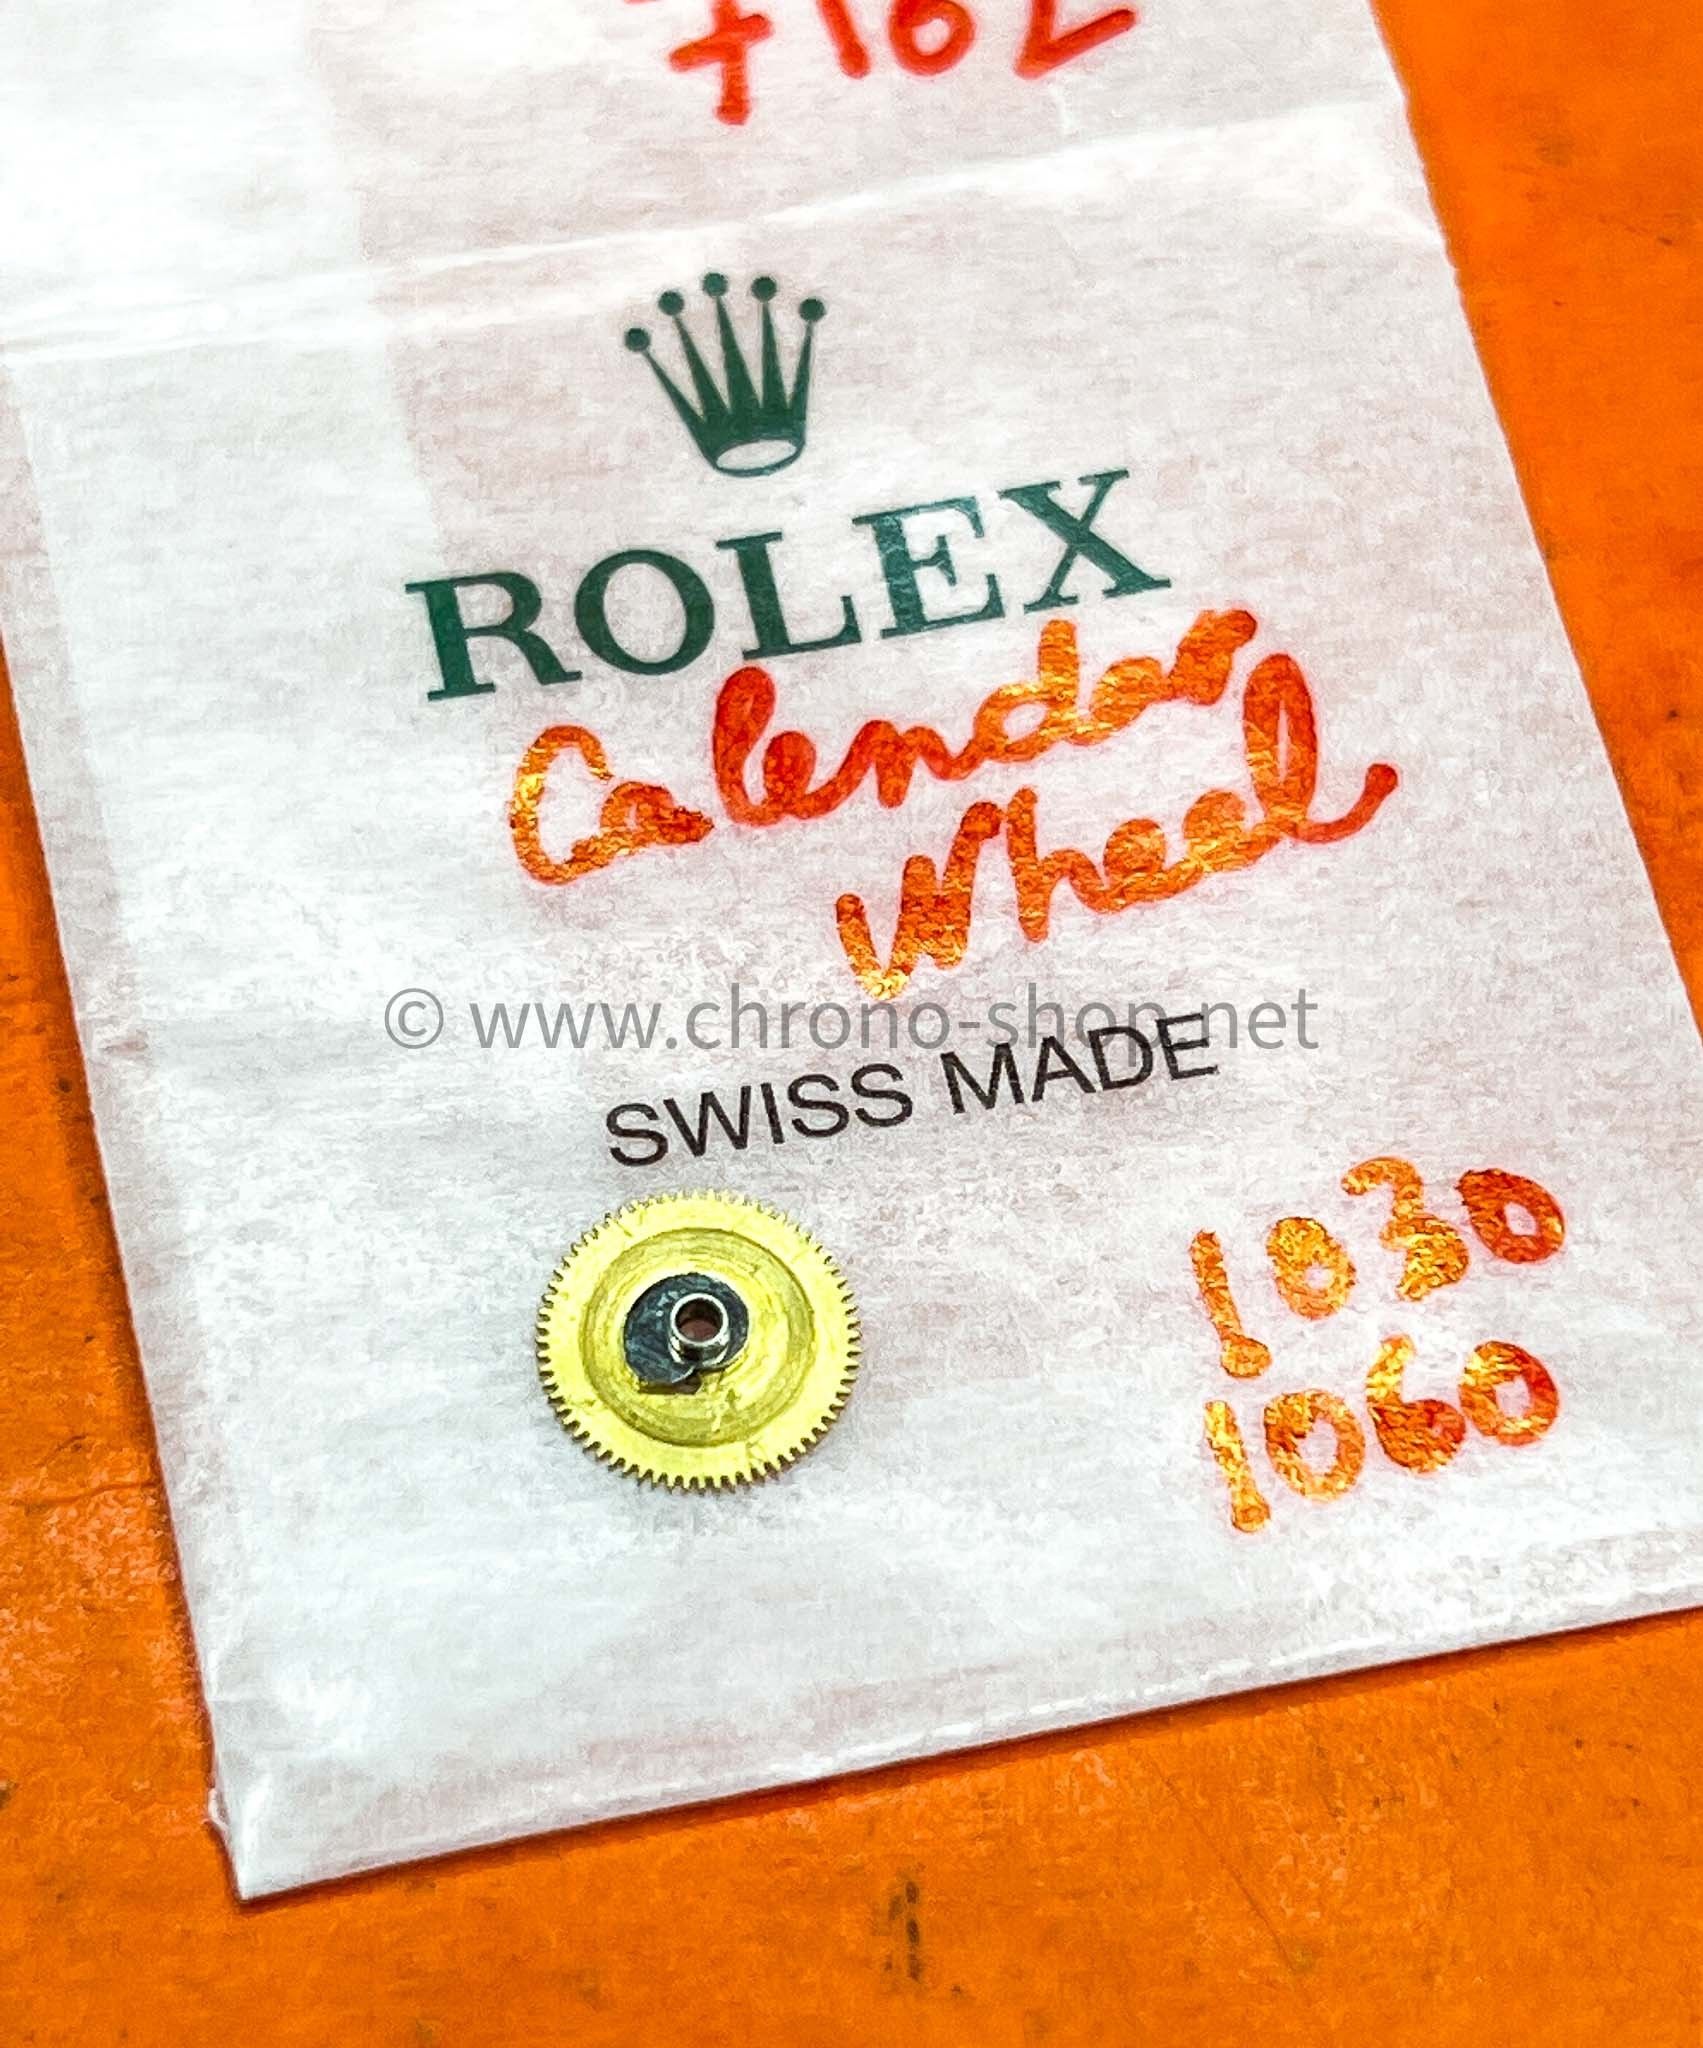 ROLEX
Calendar
Wheel
© www.chrono-shop.net
SWISS MADE
1030
1060